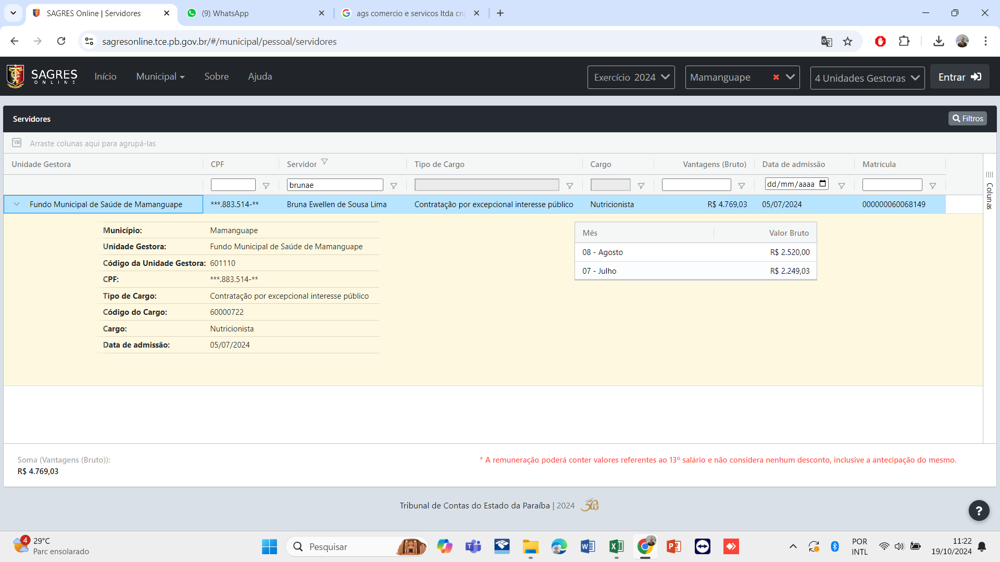 SAGRES Online | Servidores
(9) WhatsApp
ags comercio e servicos ltda cn
sagresonline.tce.pb.gov.br/#/municipal/pessoal/servidores
SAGRES
ONLINE
Início
Municipal
Sobre
Ajuda
Exercício 2024
Mamanguape
4 Unidades Gestoras
Entrar
Servidores
Filtros
Arraste colunas aqui para agrupá-las
Unidade Gestora
CPF
Servidor
Tipo de Cargo
Cargo
Vantagens (Bruto)
Data de admissão
Matrícula
Colunas
brunae
dd/mm/aaaa
Fundo Municipal de Saúde de Mamanguape
***.883.514-**
Bruna Ewellen de Sousa Lima
Contratação por excepcional interesse público
Nutricionista
R$ 4.769,03
05/07/2024
000000060068149
Município: Mamanguape
Unidade Gestora: Fundo Municipal de Saúde de Mamanguape
Código da Unidade Gestora: 601110
CPF: ***.883.514-**
Tipo de Cargo: Contratação por excepcional interesse público
Código do Cargo: 60000722
Cargo: Nutricionista
Data de admissão: 05/07/2024
Mês Valor Bruto
08 - Agosto R$ 2.520,00
07 - Julho R$ 2.249,03
Soma (Vantagens (Bruto)):
R$ 4.769,03
* A remuneração poderá conter valores referentes ao 13º salário e não considera nenhum desconto, inclusive a antecipação do mesmo.
Tribunal de Contas do Estado da Paraíba | 2024
50
?
4
29°C
Parc ensolarado
Pesquisar
POR
INTL
11:22
19/10/2024